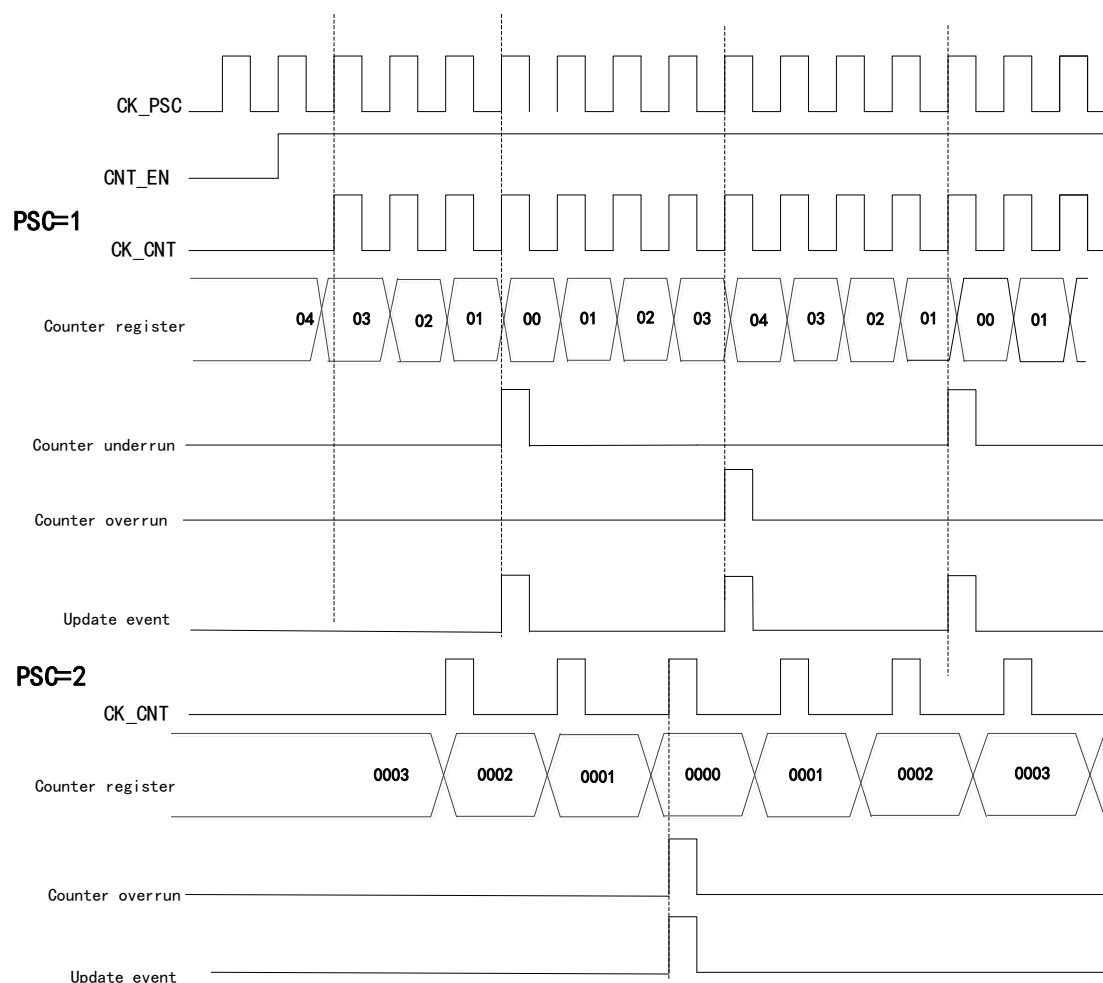 CK_PSC
CNT_EN
PSC=1
CK_CNT
Counter register 04 03 02 01 00 01 02 03 04 03 02 01 00 01
Counter underrun
Counter overrun
Update event
PSC=2
CK_CNT
Counter register 0003 0002 0001 0000 0001 0002 0003
Counter overrun
Update event